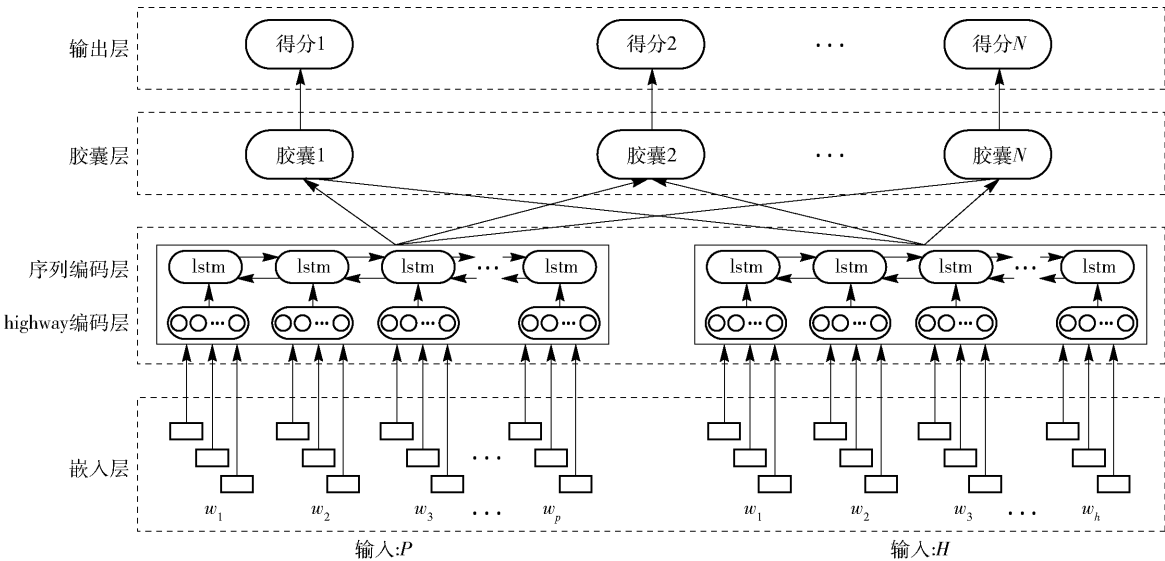 输出层 得分1 得分2 ··· 得分N
胶囊层 胶囊1 胶囊2 ··· 胶囊N
序列编码层 lstm lstm lstm ··· lstm lstm lstm lstm ··· lstm
highway编码层 ··· ··· ··· ··· ··· ··· ··· ···
嵌入层 ···
w1 w2 w3 ··· wp w1 w2 w3 ··· wh
输入:P 输入:H